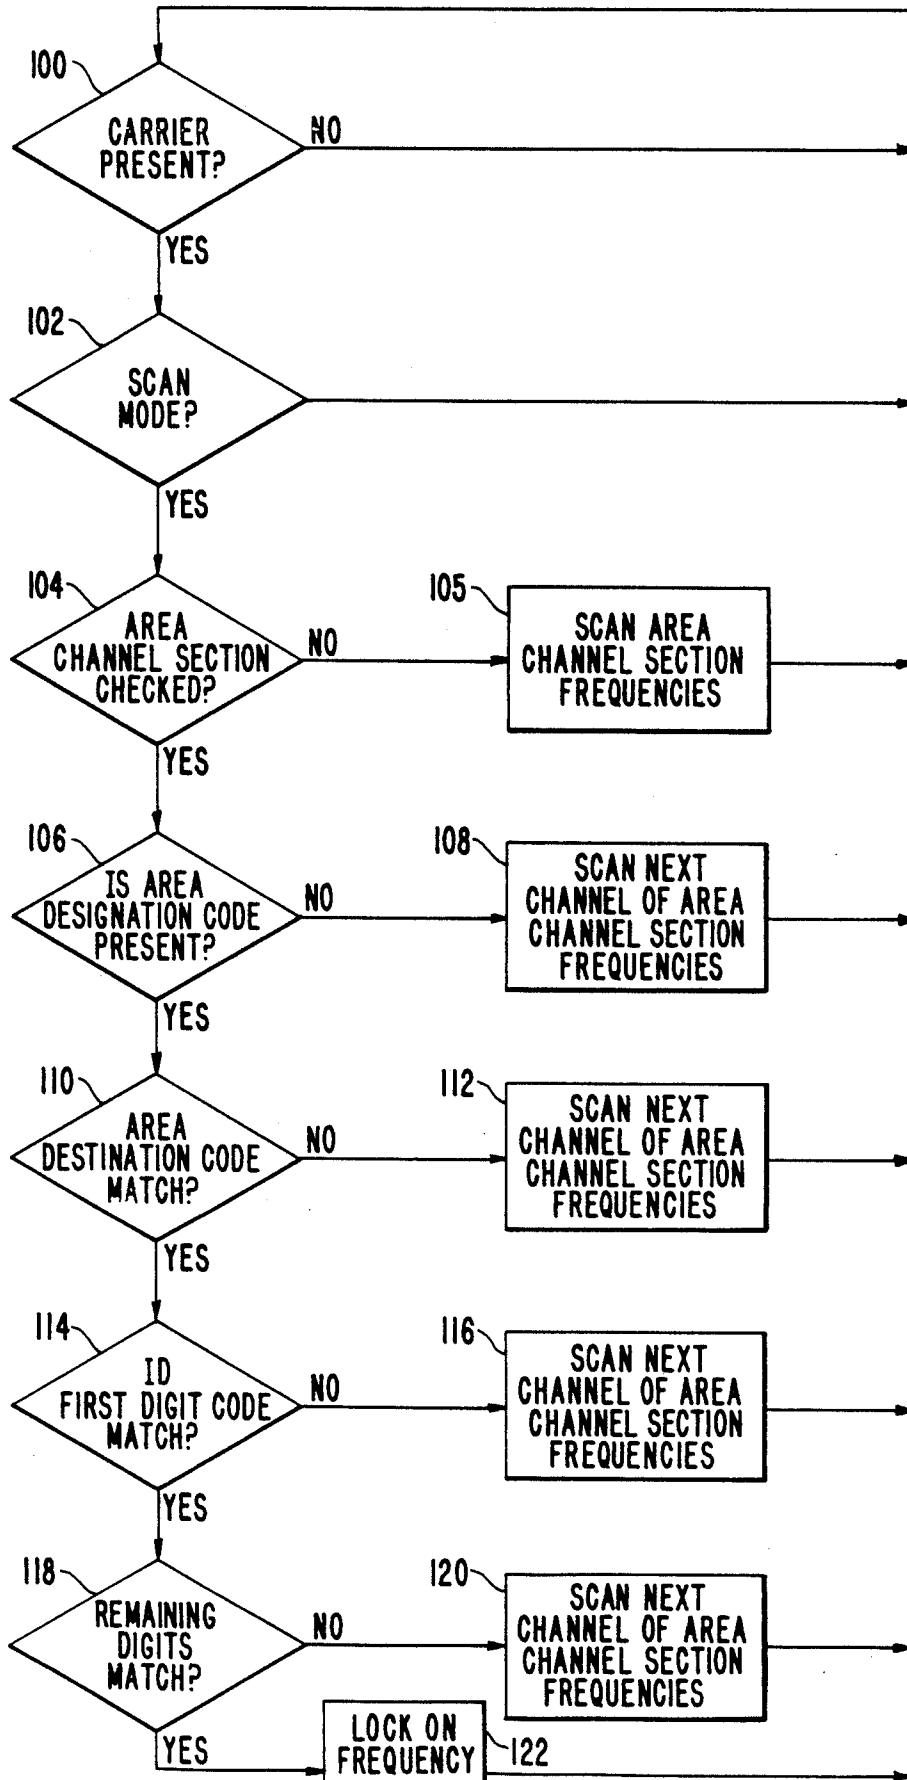 100
CARRIER
PRESENT?
NO
YES
102
SCAN
MODE?
YES
104
AREA
CHANNEL SECTION
CHECKED?
NO
105
SCAN AREA
CHANNEL SECTION
FREQUENCIES
YES
106
IS AREA
DESIGNATION CODE
PRESENT?
NO
108
SCAN NEXT
CHANNEL OF AREA
CHANNEL SECTION
FREQUENCIES
YES
110
AREA
DESTINATION CODE
MATCH?
NO
112
SCAN NEXT
CHANNEL OF AREA
CHANNEL SECTION
FREQUENCIES
YES
114
ID
FIRST DIGIT CODE
MATCH?
NO
116
SCAN NEXT
CHANNEL OF AREA
CHANNEL SECTION
FREQUENCIES
YES
118
REMAINING
DIGITS
MATCH?
NO
120
SCAN NEXT
CHANNEL OF AREA
CHANNEL SECTION
FREQUENCIES
YES
LOCK ON
FREQUENCY
122